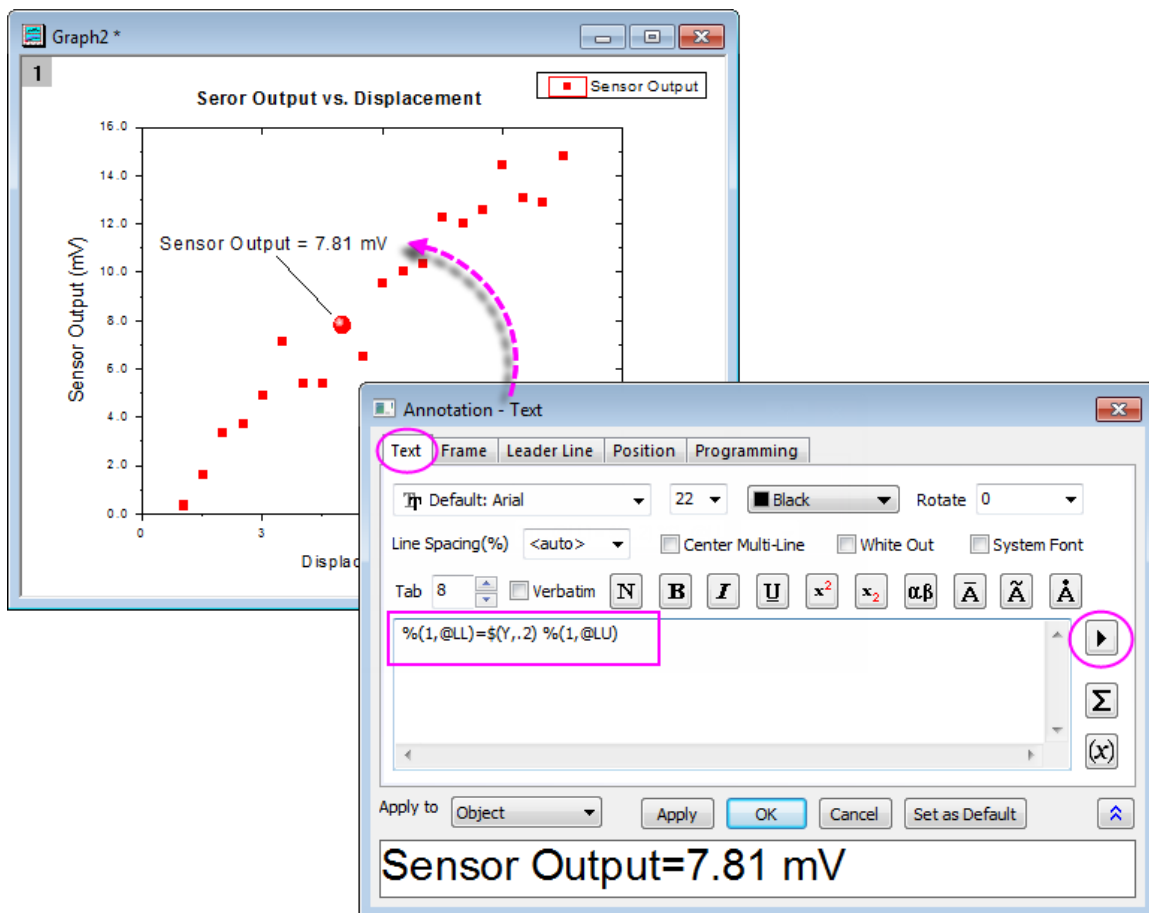 Graph2 *
1
Seror Output vs. Displacement
Sensor Output
16.0
14.0
12.0
10.0
8.0
6.0
4.0
2.0
0.0
Sensor Output (mV)
Sensor Output = 7.81 mV
0
3
Displac
Annotation - Text
Text Frame Leader Line Position Programming
Tr Default: Arial 22 Black Rotate 0
Line Spacing(%) <auto> Center Multi-Line White Out System Font
Tab 8 Verbatim N B I U x² x₂ αβ Ā Ã Å
%(1,@LL)=$(Y,.2) %(1,@LU)
Σ
(x)
Apply to Object Apply OK Cancel Set as Default
Sensor Output=7.81 mV